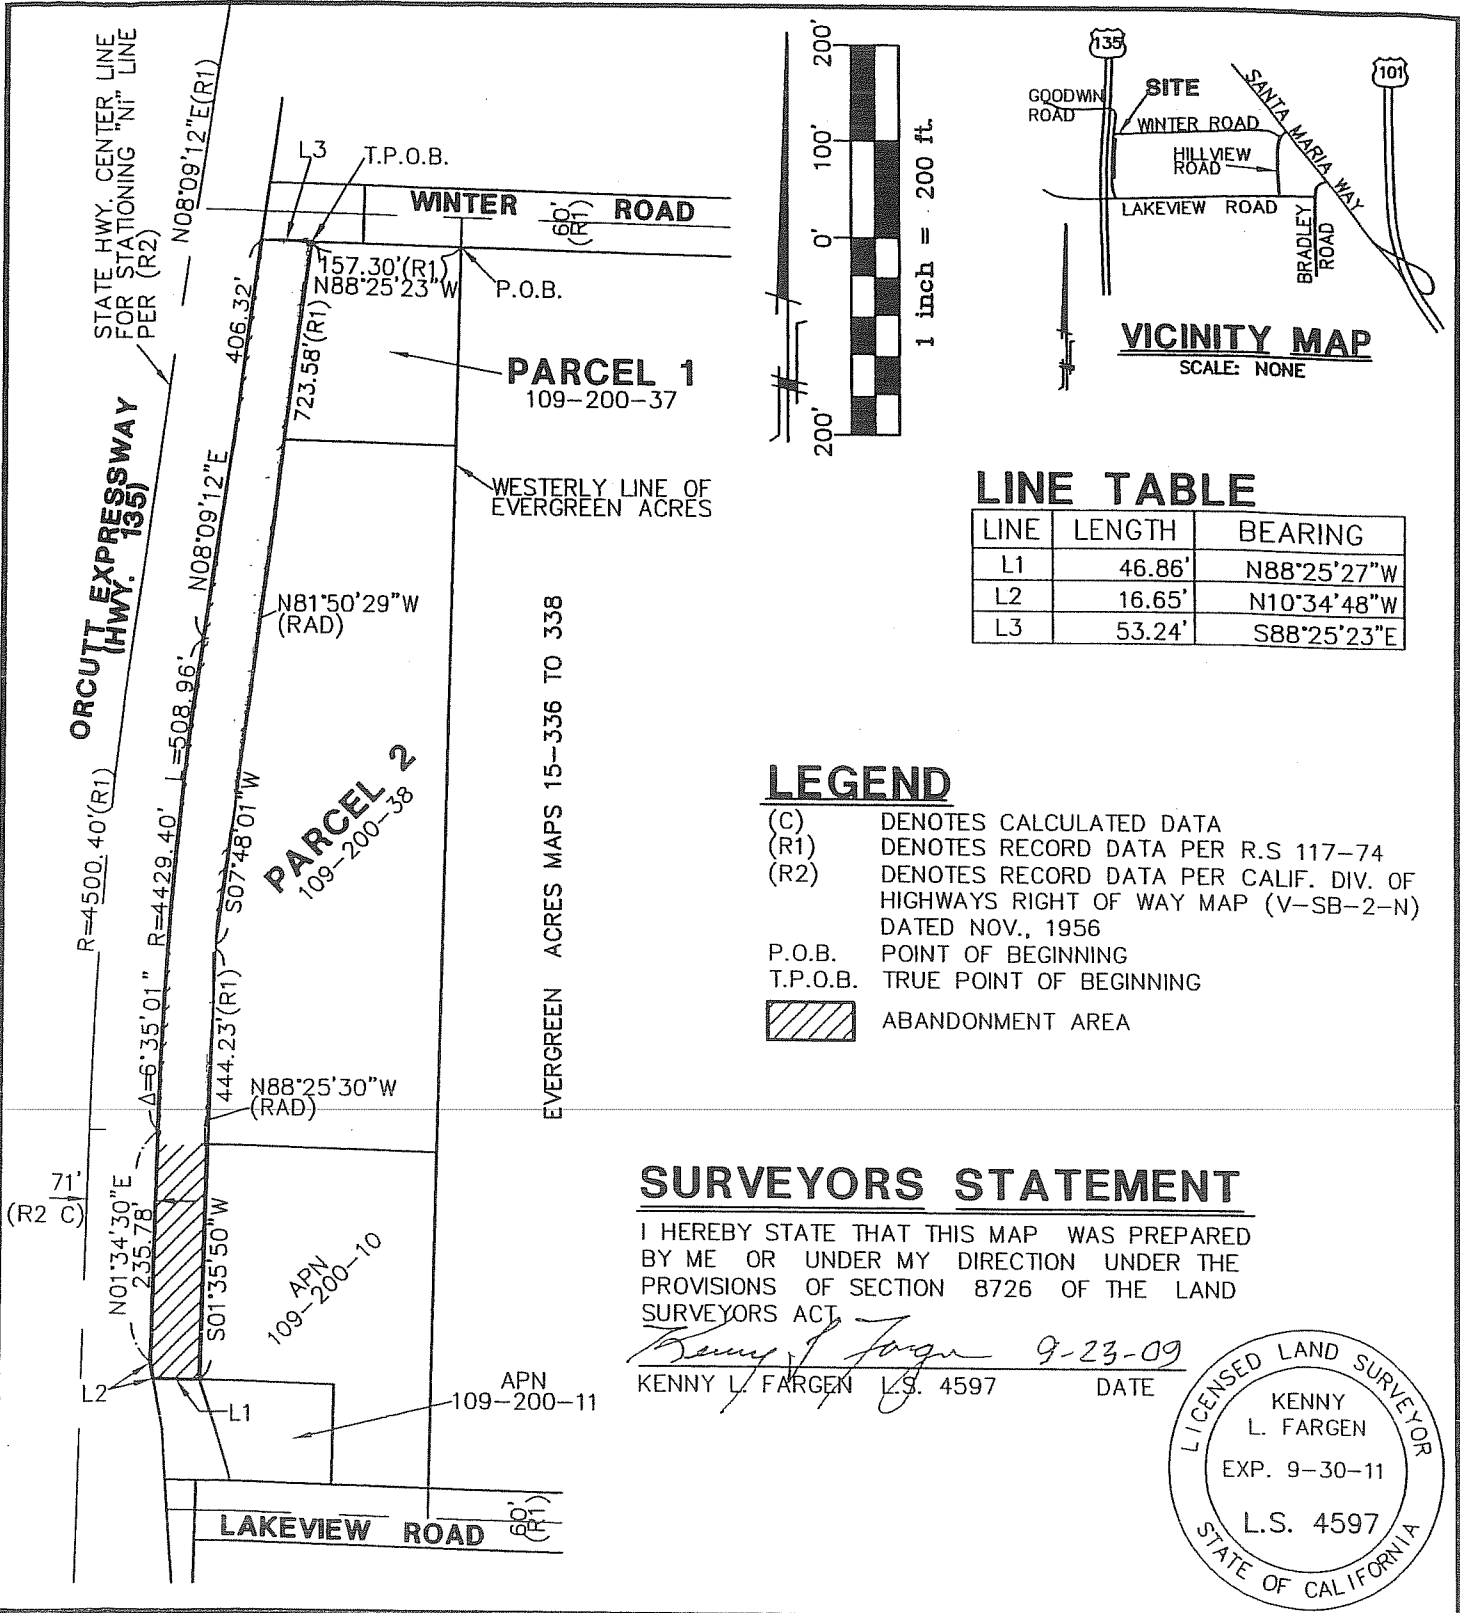 STATE HWY. CENTER LINE
FOR STATIONING "NI" LINE
PER (R2)
N08°09'12"E(R1)
L3
T.P.O.B.
WINTER ROAD
60'
(R1)
157.30'(R1)
N88°25'23"W
P.O.B.
406.32'
723.58'(R1)
PARCEL 1
109-200-37
ORCUTT EXPRESSWAY
(HWY. 135)
N08°09'12"E
WESTERLY LINE OF
EVERGREEN ACRES
N81°50'29"W
(RAD)
R=4500.40'(R1)
Δ=6°35'01" R=4429.40' L=508.96'
S07°48'01"W
PARCEL 2
109-200-38
EVERGREEN ACRES MAPS 15-336 TO 338
444.23'(R1)
N88°25'30"W
(RAD)
71'
(R2 C)
N01°34'30"E
235.78'
S01°35'50"W
APN
109-200-10
L2
L1
APN
109-200-11
LAKEVIEW ROAD
60'
(R1)
200'
100'
0'
200'
1 inch = 200 ft.
135
101
GOODWIN
ROAD
SITE
WINTER ROAD
SANTA MARIA WAY
HILLVIEW
ROAD
LAKEVIEW ROAD
BRADLEY
ROAD
VICINITY MAP
SCALE: NONE
LINE TABLE
LINE LENGTH BEARING
L1 46.86' N88°25'27"W
L2 16.65' N10°34'48"W
L3 53.24' S88°25'23"E
LEGEND
(C) DENOTES CALCULATED DATA
(R1) DENOTES RECORD DATA PER R.S 117-74
(R2) DENOTES RECORD DATA PER CALIF. DIV. OF
HIGHWAYS RIGHT OF WAY MAP (V-SB-2-N)
DATED NOV., 1956
P.O.B. POINT OF BEGINNING
T.P.O.B. TRUE POINT OF BEGINNING
ABANDONMENT AREA
SURVEYORS STATEMENT
I HEREBY STATE THAT THIS MAP WAS PREPARED
BY ME OR UNDER MY DIRECTION UNDER THE
PROVISIONS OF SECTION 8726 OF THE LAND
SURVEYORS ACT.
Kenny L Fargen 9-23-09
KENNY L. FARGEN L.S. 4597 DATE
LICENSED LAND SURVEYOR
KENNY
L. FARGEN
EXP. 9-30-11
L.S. 4597
STATE OF CALIFORNIA